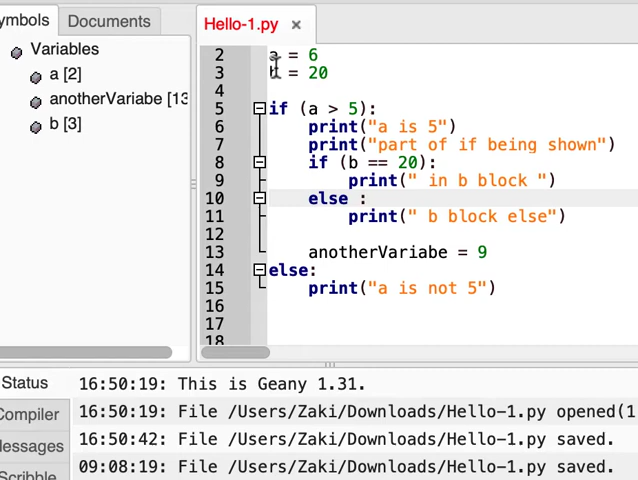 ymbols
Documents
Variables
a [2]
anotherVariabe [13
b [3]
Hello-1.py ×
2 a = 6
3 b = 20
4
5 if (a > 5):
6 print("a is 5")
7 print("part of if being shown")
8 if (b == 20):
9 print(" in b block ")
10 else :
11 print(" b block else")
12
13 anotherVariabe = 9
14 else:
15 print("a is not 5")
16
17
18
Status
Compiler
lessages
Scribble
16:50:19: This is Geany 1.31.
16:50:19: File /Users/Zaki/Downloads/Hello-1.py opened(1
16:50:42: File /Users/Zaki/Downloads/Hello-1.py saved.
09:08:19: File /Users/Zaki/Downloads/Hello-1.py saved.